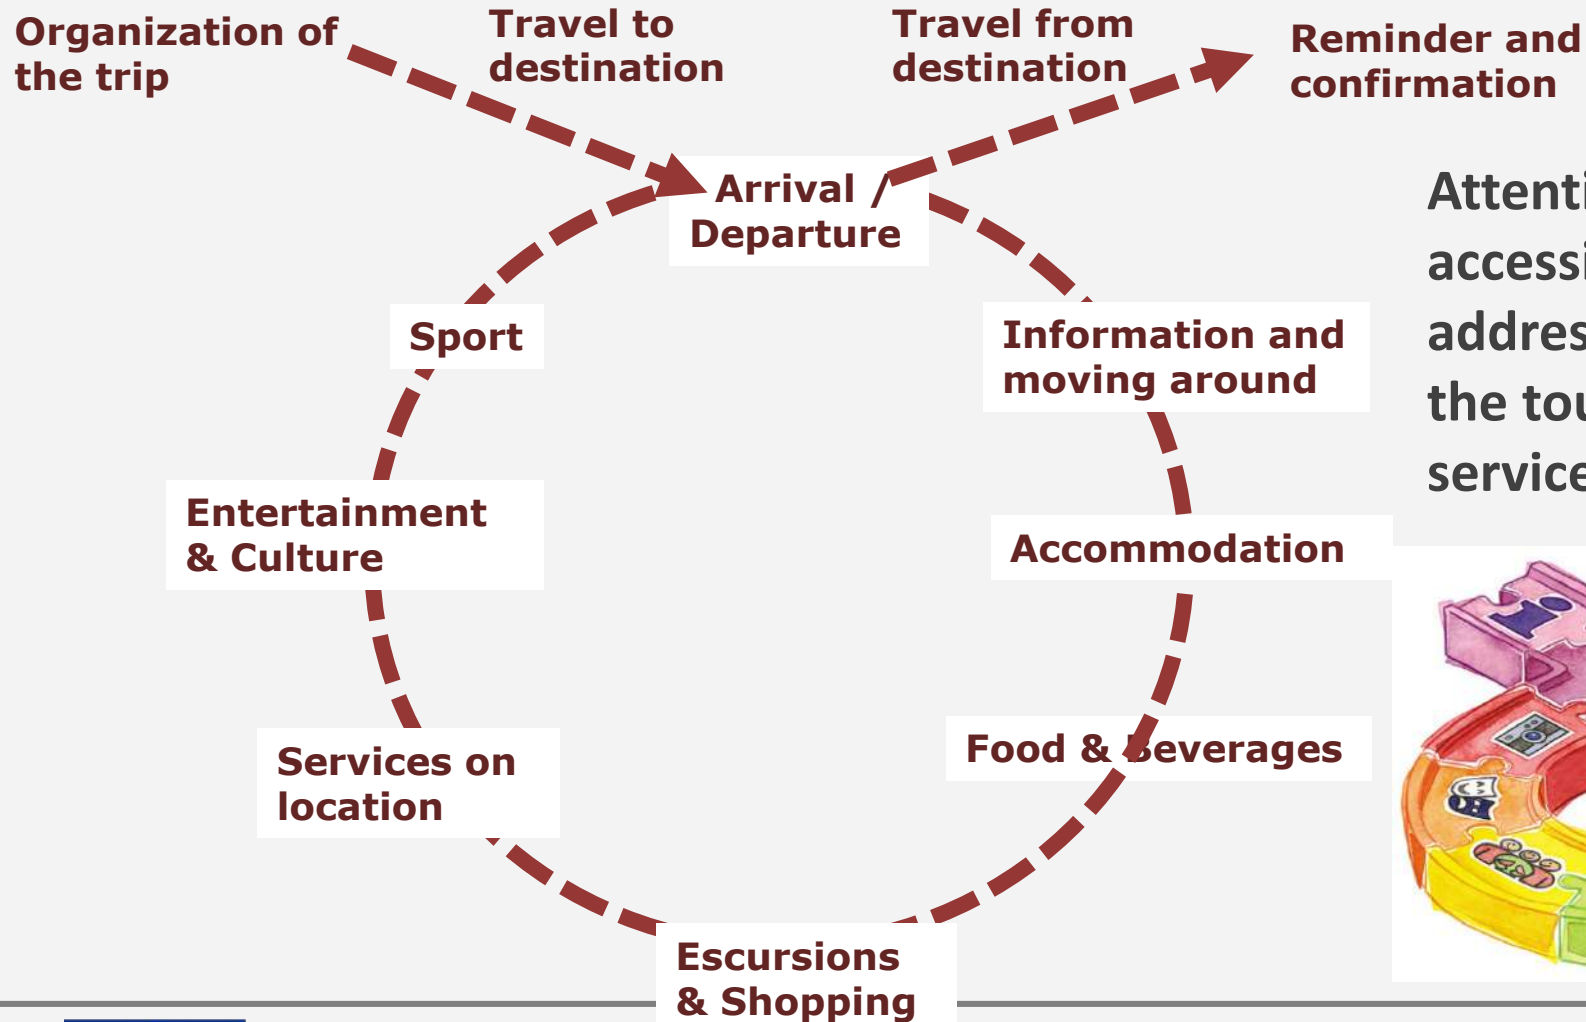 Organization of
the trip
Travel to
destination
Travel from
destination
Reminder and
confirmation
Arrival /
Departure
Sport
Information and
moving around
Entertainment
& Culture
Accommodation
Services on
location
Food & Beverages
Escursions
& Shopping
the